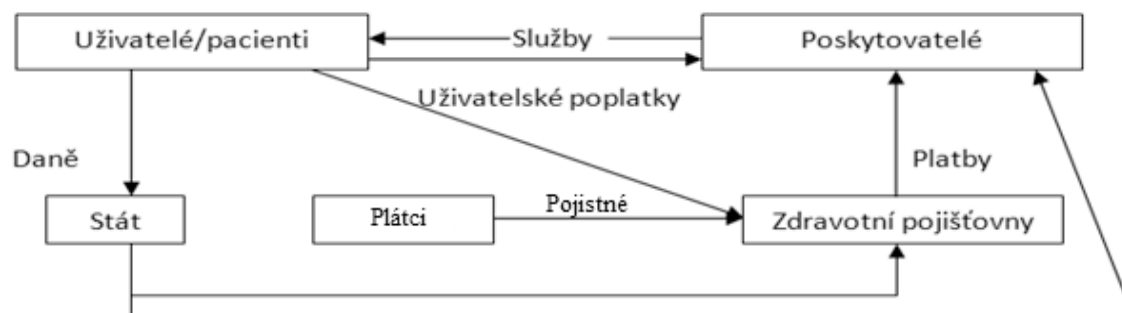 Uživatelé/pacienti
Služby
Poskytovatelé
Uživatelské poplatky
Daně
Platby
Stát
Plátci
Pojistné
Zdravotní pojišťovny